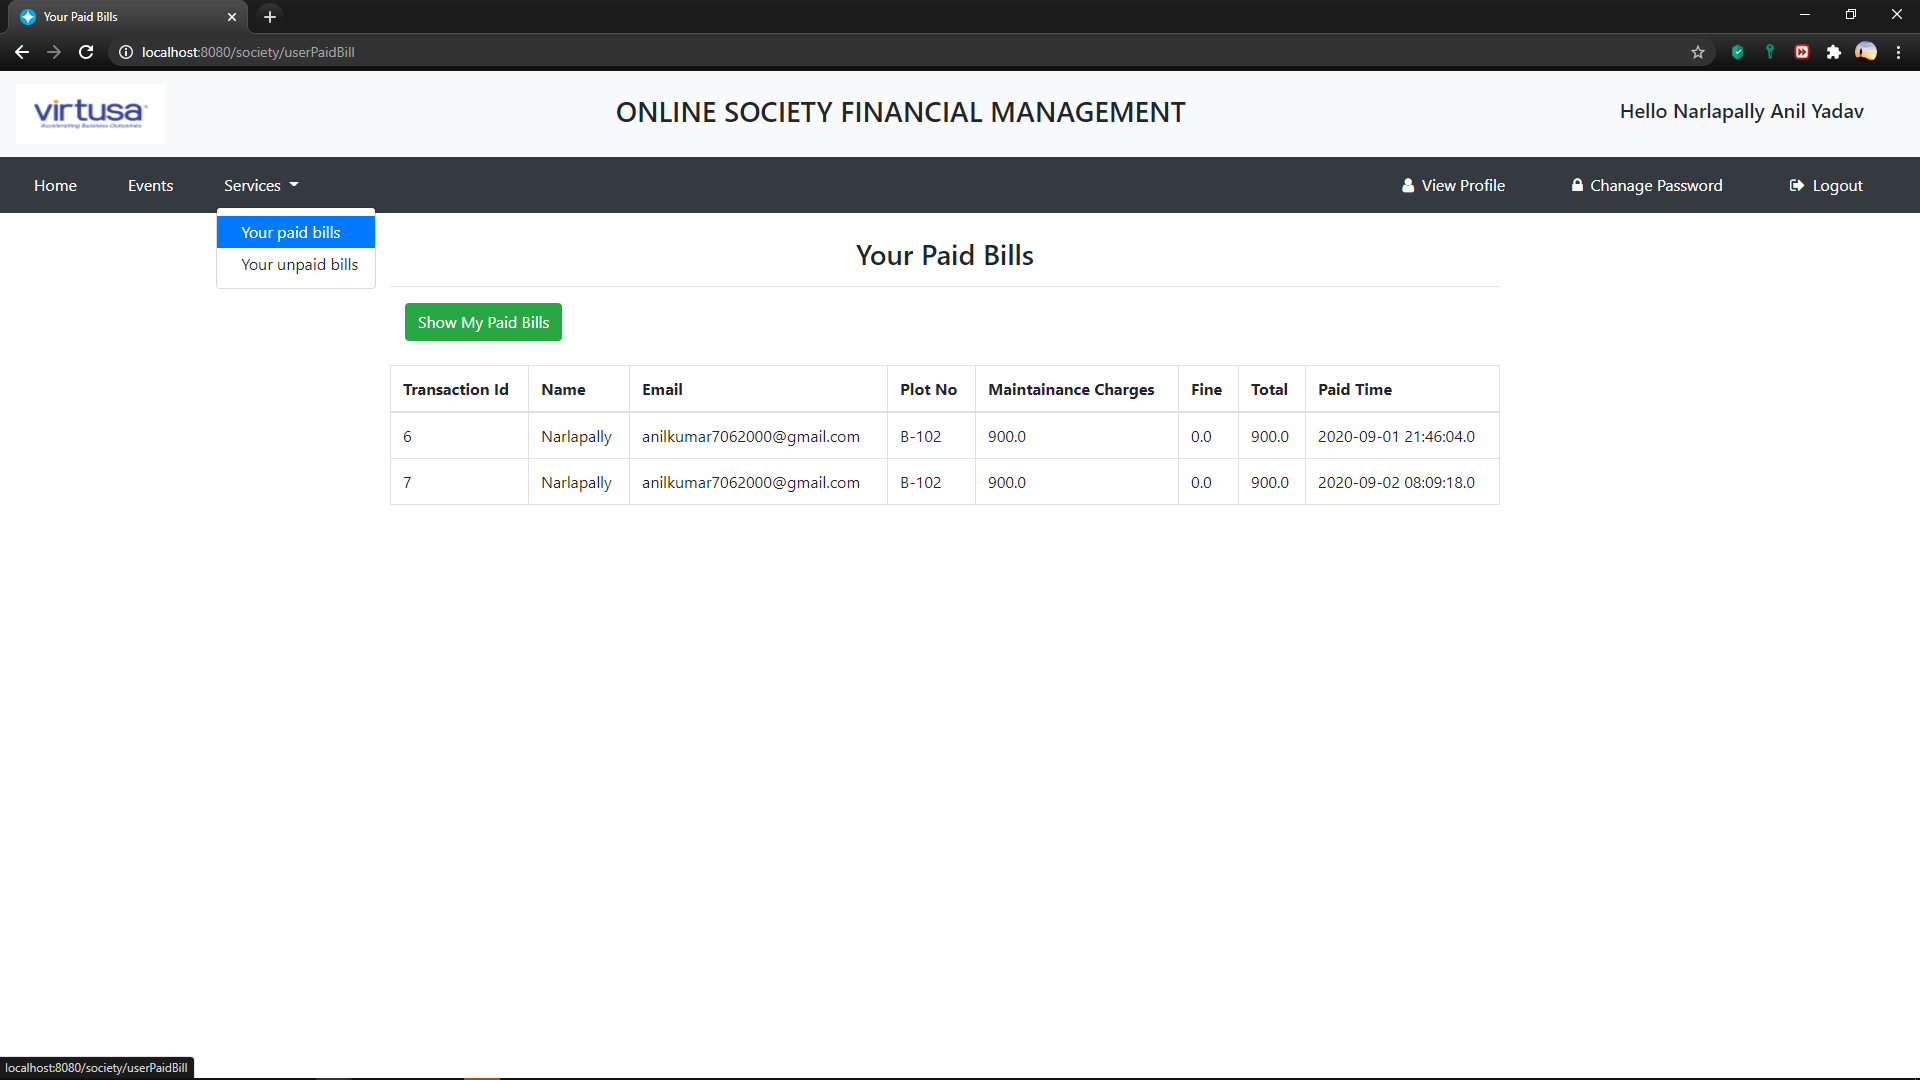 Your Paid Bills
localhost:8080/society/userPaidBill
virtusa
Accelerating Business Outcomes
ONLINE SOCIETY FINANCIAL MANAGEMENT
Hello Narlapally Anil Yadav
Home Events Services View Profile Chanage Password Logout
Your paid bills
Your unpaid bills
Your Paid Bills
Show My Paid Bills
Transaction Id Name Email Plot No Maintainance Charges Fine Total Paid Time
6 Narlapally anilkumar7062000@gmail.com B-102 900.0 0.0 900.0 2020-09-01 21:46:04.0
7 Narlapally anilkumar7062000@gmail.com B-102 900.0 0.0 900.0 2020-09-02 08:09:18.0
localhost:8080/society/userPaidBill